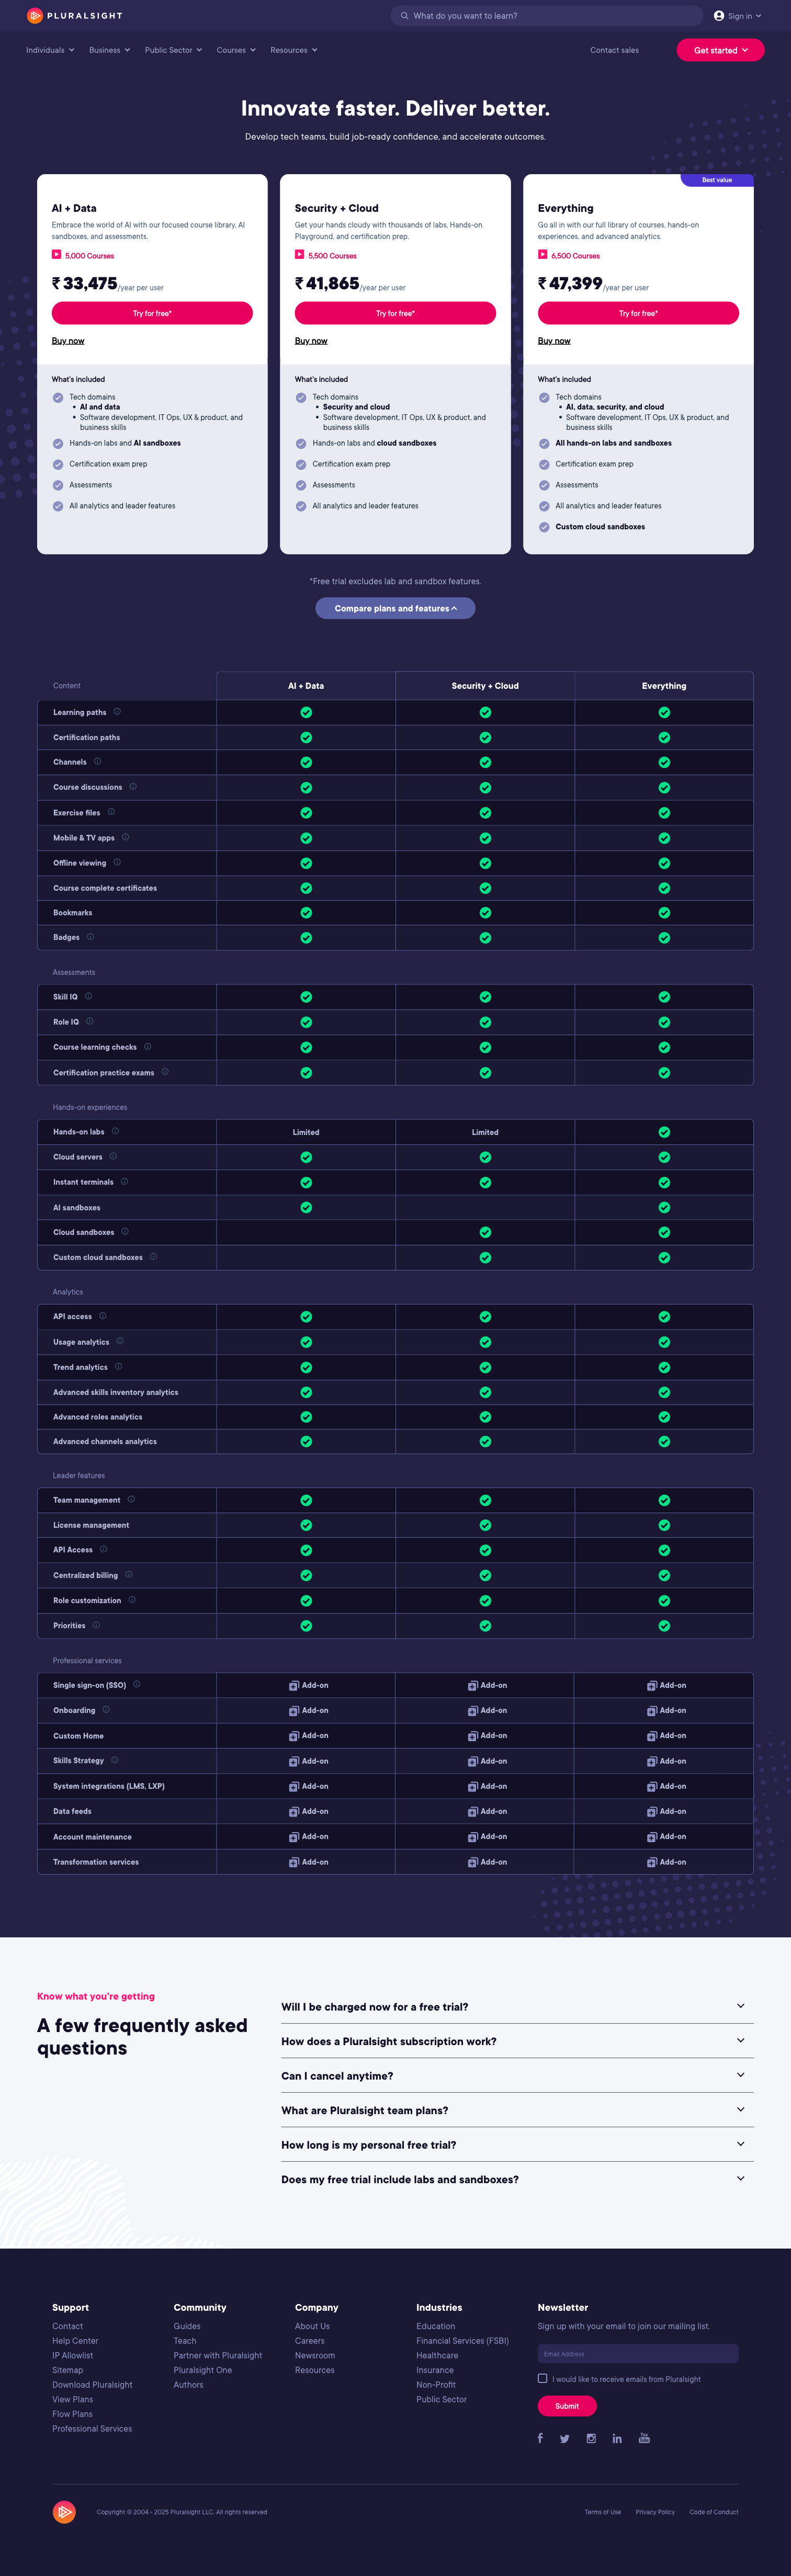 PLURALSIGHT
What do you want to learn?
Sign in
Individuals
Business
Public Sector
Courses
Resources
Contact sales
Get started
Innovate faster. Deliver better.
Develop tech teams, build job-ready confidence, and accelerate outcomes.
AI + Data
Embrace the world of AI with our focused course library, AI
sandboxes, and assessments.
5,000 Courses
₹ 33,475/year per user
Try for free*
Buy now
What's included
Tech domains
• AI and data
• Software development, IT Ops, UX & product, and
business skills
Hands-on labs and AI sandboxes
Certification exam prep
Assessments
All analytics and leader features
Security + Cloud
Get your hands cloudy with thousands of labs, Hands-on
Playground, and certification prep.
5,500 Courses
₹ 41,865/year per user
Try for free*
Buy now
What's included
Tech domains
• Security and cloud
• Software development, IT Ops, UX & product, and
business skills
Hands-on labs and cloud sandboxes
Certification exam prep
Assessments
All analytics and leader features
Best value
Everything
Go all in with our full library of courses, hands-on
experiences, and advanced analytics.
6,500 Courses
₹ 47,399/year per user
Try for free*
Buy now
What's included
Tech domains
• AI, data, security, and cloud
• Software development, IT Ops, UX & product, and
business skills
All hands-on labs and sandboxes
Certification exam prep
Assessments
All analytics and leader features
Custom cloud sandboxes
*Free trial excludes lab and sandbox features.
Compare plans and features
Content AI + Data Security + Cloud Everything
Learning paths
Certification paths
Channels
Course discussions
Exercise files
Mobile & TV apps
Offline viewing
Course complete certificates
Bookmarks
Badges
Assessments
Skill IQ
Role IQ
Course learning checks
Certification practice exams
Hands-on experiences
Hands-on labs Limited Limited
Cloud servers
Instant terminals
AI sandboxes
Cloud sandboxes
Custom cloud sandboxes
Analytics
API access
Usage analytics
Trend analytics
Advanced skills inventory analytics
Advanced roles analytics
Advanced channels analytics
Leader features
Team management
License management
API Access
Centralized billing
Role customization
Priorities
Professional services
Single sign-on (SSO) Add-on Add-on Add-on
Onboarding Add-on Add-on Add-on
Custom Home Add-on Add-on Add-on
Skills Strategy Add-on Add-on Add-on
System integrations (LMS, LXP) Add-on Add-on Add-on
Data feeds Add-on Add-on Add-on
Account maintenance Add-on Add-on Add-on
Transformation services Add-on Add-on Add-on
Know what you're getting
A few frequently asked
questions
Will I be charged now for a free trial?
How does a Pluralsight subscription work?
Can I cancel anytime?
What are Pluralsight team plans?
How long is my personal free trial?
Does my free trial include labs and sandboxes?
Support
Contact
Help Center
IP Allowlist
Sitemap
Download Pluralsight
View Plans
Flow Plans
Professional Services
Community
Guides
Teach
Partner with Pluralsight
Pluralsight One
Authors
Company
About Us
Careers
Newsroom
Resources
Industries
Education
Financial Services (FSBI)
Healthcare
Insurance
Non-Profit
Public Sector
Newsletter
Sign up with your email to join our mailing list.
Email Address
I would like to receive emails from Pluralsight
Submit
You
Tube
Copyright © 2004 - 2025 Pluralsight LLC. All rights reserved
Terms of Use
Privacy Policy
Code of Conduct